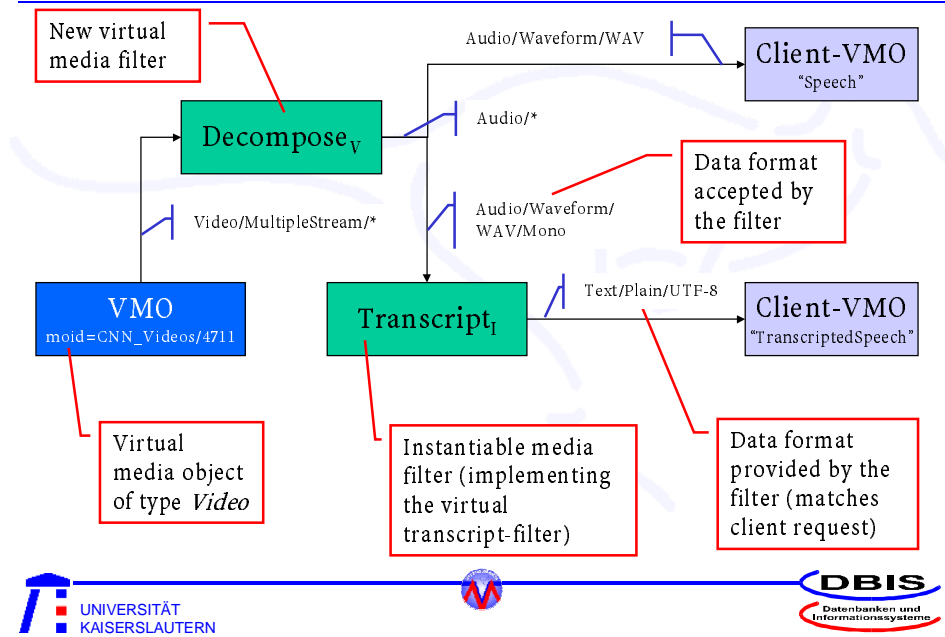 New virtual
media filter
Audio/Waveform/WAV
Client-VMO
“Speech”
Decomposeᵥ
Audio/*
Data format
accepted by
the filter
Video/MultipleStream/*
Audio/Waveform/
WAV/Mono
VMO
moid=CNN_Videos/4711
Transcript_I
Text/Plain/UTF-8
Client-VMO
“TranscriptedSpeech”
Virtual
media object
of type Video
Instantiable media
filter (implementing
the virtual
transcript-filter)
Data format
provided by the
filter (matches
client request)
UNIVERSITÄT
KAISERSLAUTERN
DBIS
Datenbanken und
Informationssysteme